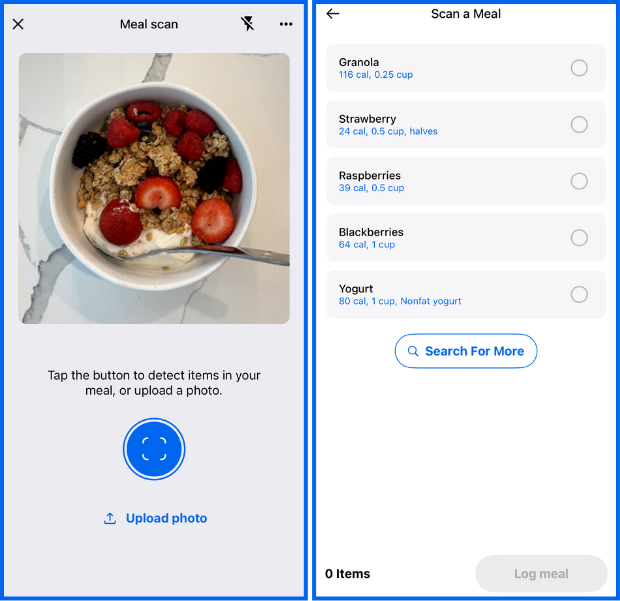 Meal scan
Tap the button to detect items in your
meal, or upload a photo.
Upload photo
Scan a Meal
Granola
116 cal, 0.25 cup
Strawberry
24 cal, 0.5 cup, halves
Raspberries
39 cal, 0.5 cup
Blackberries
64 cal, 1 cup
Yogurt
80 cal, 1 cup, Nonfat yogurt
Search For More
0 Items
Log meal